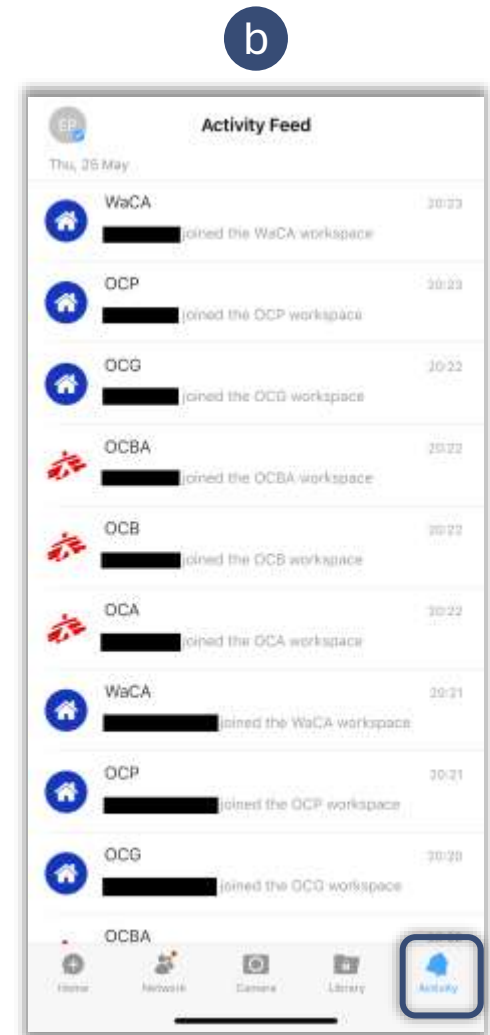 b
EP
Activity Feed
Thu, 25 May
WaCA 20:23
joined the WaCA workspace
OCP 20:23
joined the OCP workspace
OCG 20:22
joined the OCG workspace
OCBA 20:22
joined the OCBA workspace
OCB 20:22
joined the OCB workspace
OCA 20:22
joined the OCA workspace
WaCA 20:21
joined the WaCA workspace
OCP 20:21
joined the OCP workspace
OCG 20:20
joined the OCG workspace
OCBA
Home Network Camera Library Activity